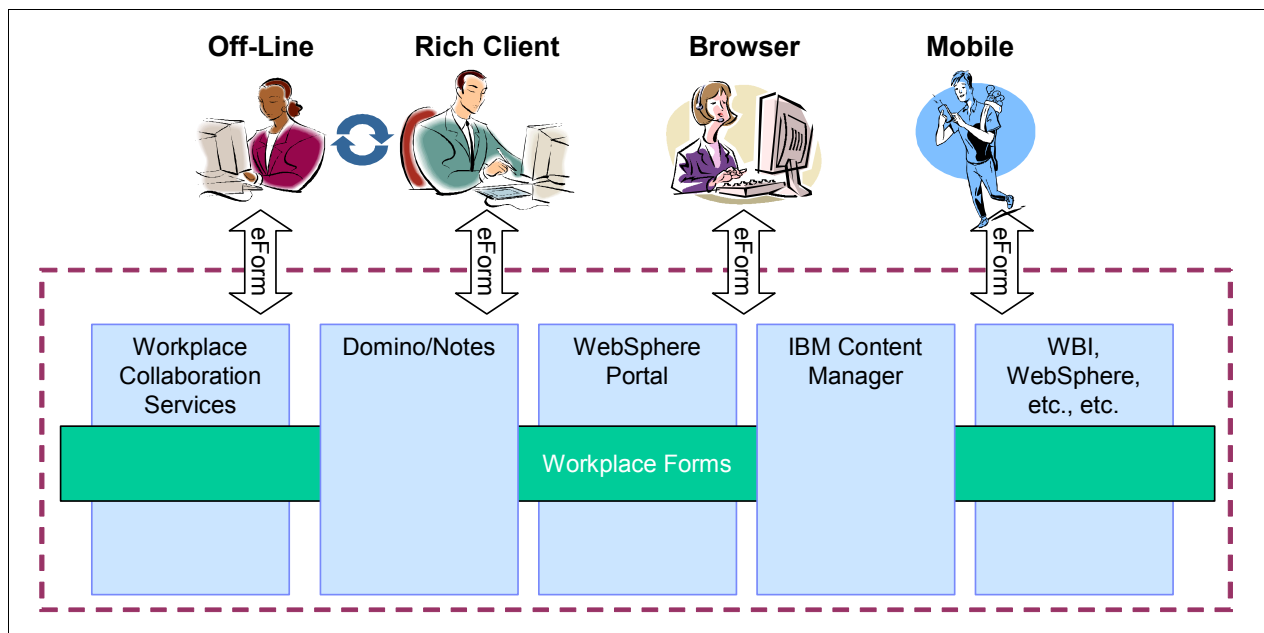 Off-Line
Rich Client
Browser
Mobile
eForm
eForm
eForm
eForm
Workplace
Collaboration
Services
Domino/Notes
WebSphere
Portal
IBM Content
Manager
WBI,
WebSphere,
etc., etc.
Workplace Forms